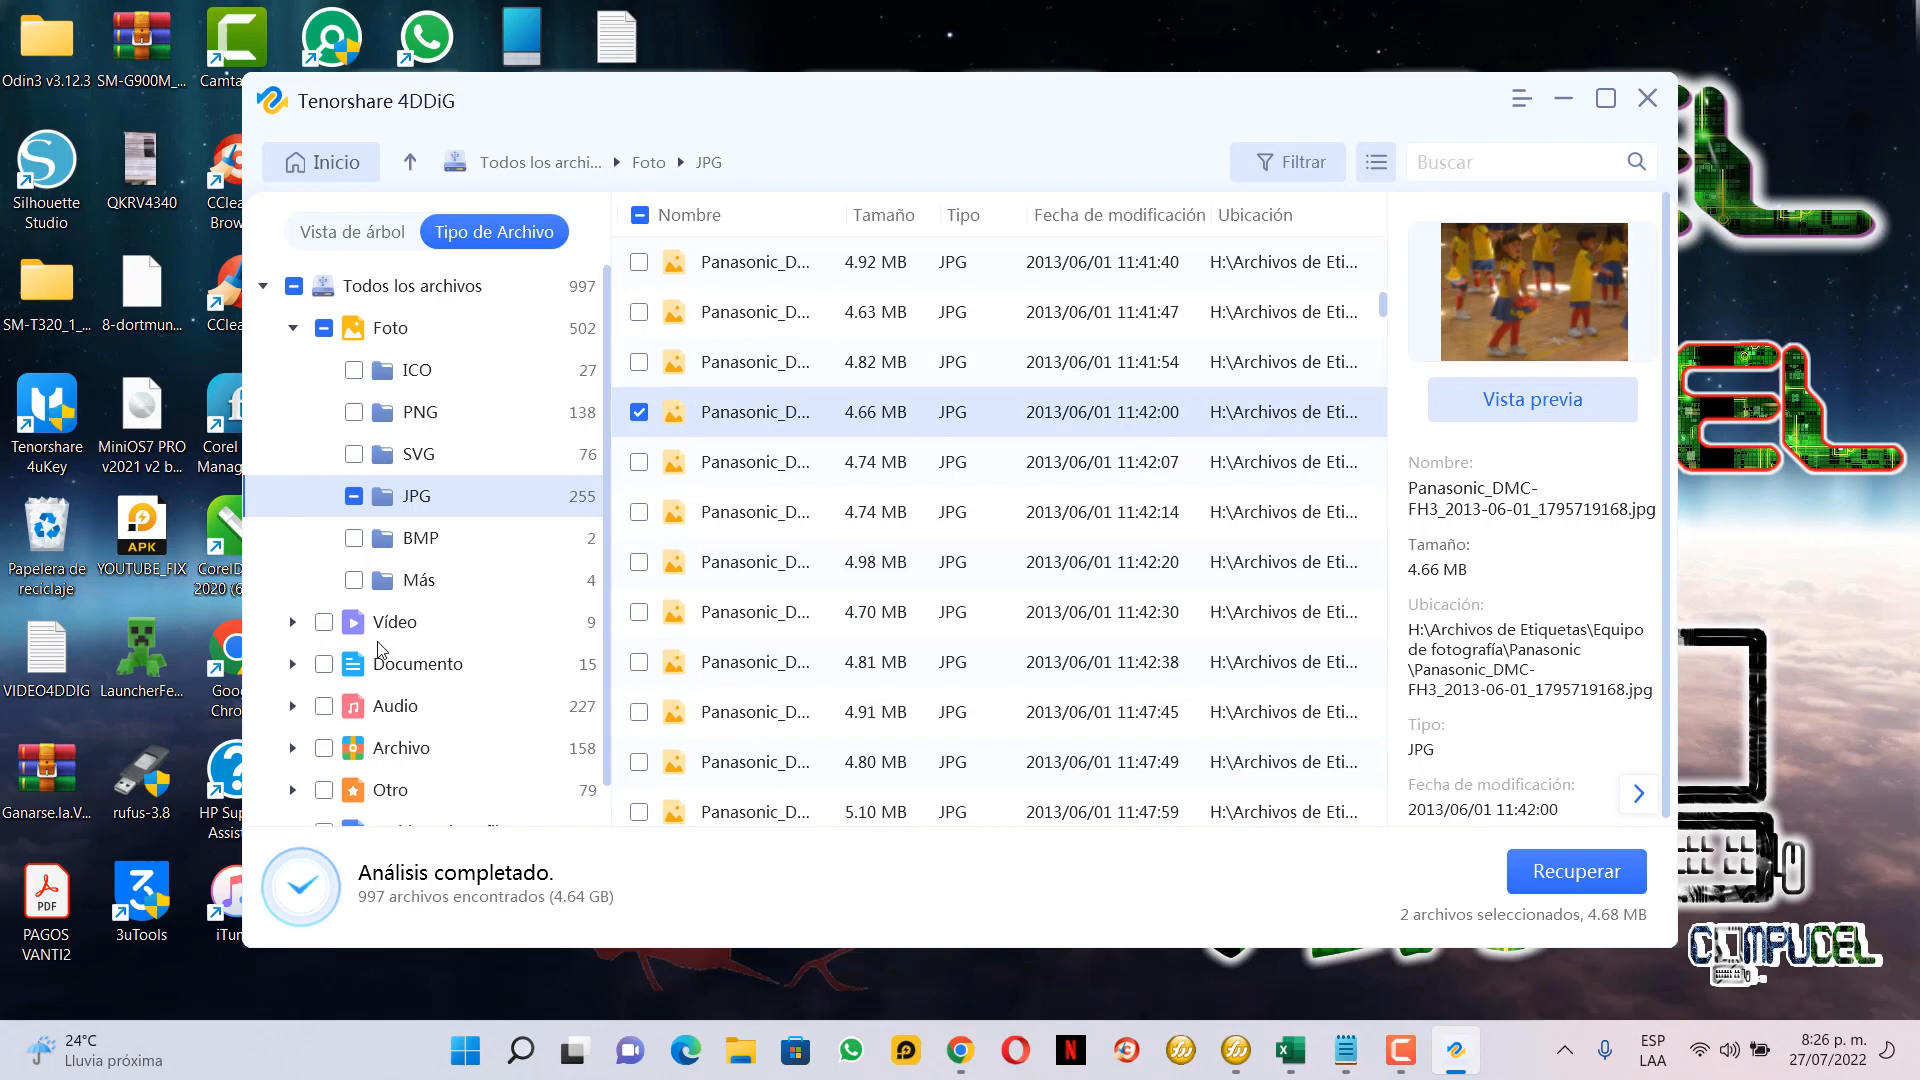 Odin3 v3.12.3
SM-G900M_...
Camta
Silhouette
Studio
QKRV4340
CClea
Brow
SM-T320_1_...
8-dortmun...
CClea
Tenorshare
4uKey
MiniOS7 PRO
v2021 v2 b...
Corel
Manag
Papelera de
reciclaje
APK
YOUTUBE_FIX
CorelD
2020 (6
VIDEO4DDIG
LauncherFe...
Goo
Chro
Ganarse.la.V...
rufus-3.8
HP Sup
Assist
PDF
PAGOS
VANTI2
3uTools
iTun
Tenorshare 4DDiG
Inicio
Todos los archi...
Foto
JPG
Filtrar
Buscar
Vista de árbol
Tipo de Archivo
Todos los archivos 997
Foto 502
ICO 27
PNG 138
SVG 76
JPG 255
BMP 2
Más 4
Vídeo 9
Documento 15
Audio 227
Archivo 158
Otro 79
Nombre Tamaño Tipo Fecha de modificación Ubicación
Panasonic_D... 4.92 MB JPG 2013/06/01 11:41:40 H:\Archivos de Eti...
Panasonic_D... 4.63 MB JPG 2013/06/01 11:41:47 H:\Archivos de Eti...
Panasonic_D... 4.82 MB JPG 2013/06/01 11:41:54 H:\Archivos de Eti...
Panasonic_D... 4.66 MB JPG 2013/06/01 11:42:00 H:\Archivos de Eti...
Panasonic_D... 4.74 MB JPG 2013/06/01 11:42:07 H:\Archivos de Eti...
Panasonic_D... 4.74 MB JPG 2013/06/01 11:42:14 H:\Archivos de Eti...
Panasonic_D... 4.98 MB JPG 2013/06/01 11:42:20 H:\Archivos de Eti...
Panasonic_D... 4.70 MB JPG 2013/06/01 11:42:30 H:\Archivos de Eti...
Panasonic_D... 4.81 MB JPG 2013/06/01 11:42:38 H:\Archivos de Eti...
Panasonic_D... 4.91 MB JPG 2013/06/01 11:47:45 H:\Archivos de Eti...
Panasonic_D... 4.80 MB JPG 2013/06/01 11:47:49 H:\Archivos de Eti...
Panasonic_D... 5.10 MB JPG 2013/06/01 11:47:59 H:\Archivos de Eti...
Vista previa
Nombre:
Panasonic_DMC-
FH3_2013-06-01_1795719168.jpg
Tamaño:
4.66 MB
Ubicación:
H:\Archivos de Etiquetas\Equipo
de fotografía\Panasonic
\Panasonic_DMC-
FH3_2013-06-01_1795719168.jpg
Tipo:
JPG
Fecha de modificación:
2013/06/01 11:42:00
Análisis completado.
997 archivos encontrados (4.64 GB)
Recuperar
2 archivos seleccionados, 4.68 MB
COMPUCEL
24°C
Lluvia próxima
ESP
LAA
8:26 p. m.
27/07/2022